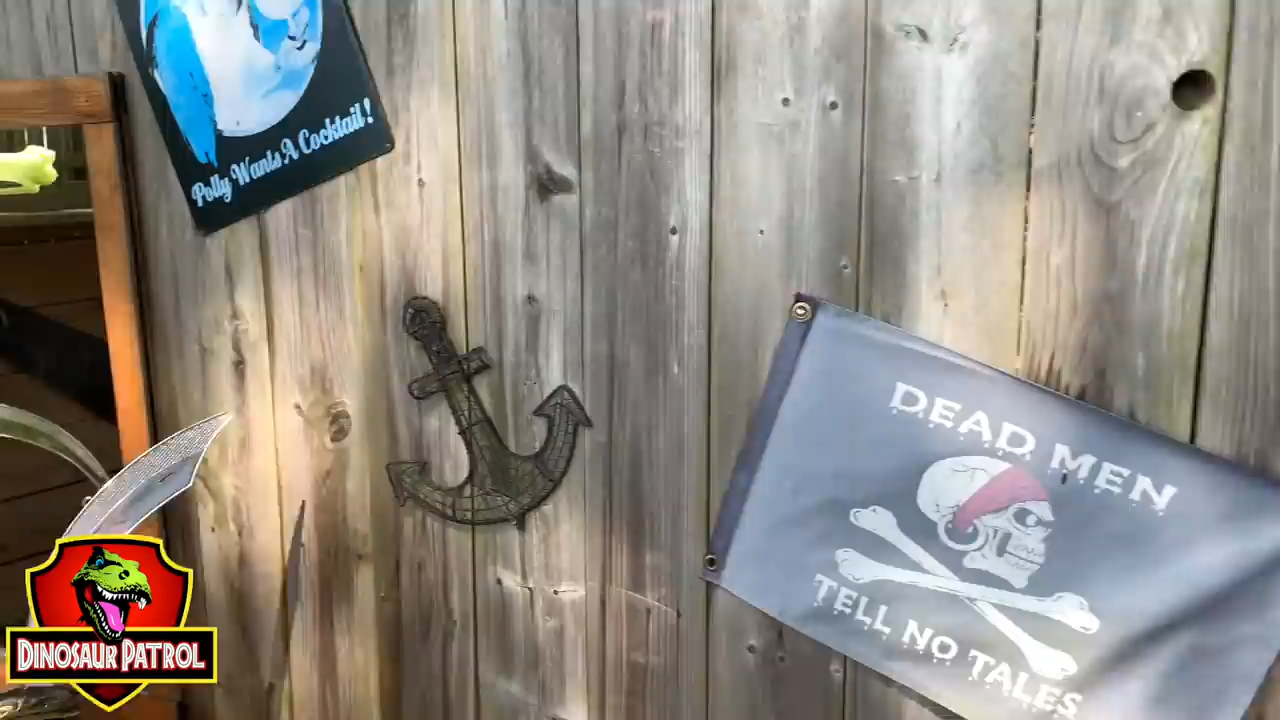 Polly Wants A Cocktail!
DEAD MEN
TELL NO TALES
DINOSAUR PATROL